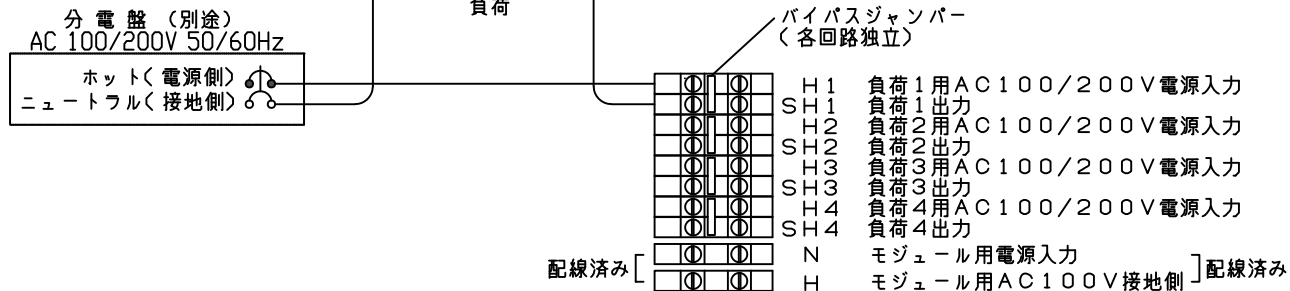 負荷
分電盤（別途）
AC 100/200V 50/60Hz
ホット（電源側）
ニュートラル（接地側）
バイパスジャンパー
（各回路独立）
H1 負荷1用AC100/200V電源入力
SH1 負荷1出力
H2 負荷2用AC100/200V電源入力
SH2 負荷2出力
H3 負荷3用AC100/200V電源入力
SH3 負荷3出力
H4 負荷4用AC100/200V電源入力
SH4 負荷4出力
配線済み N モジュール用電源入力 配線済み
H モジュール用AC100V接地側